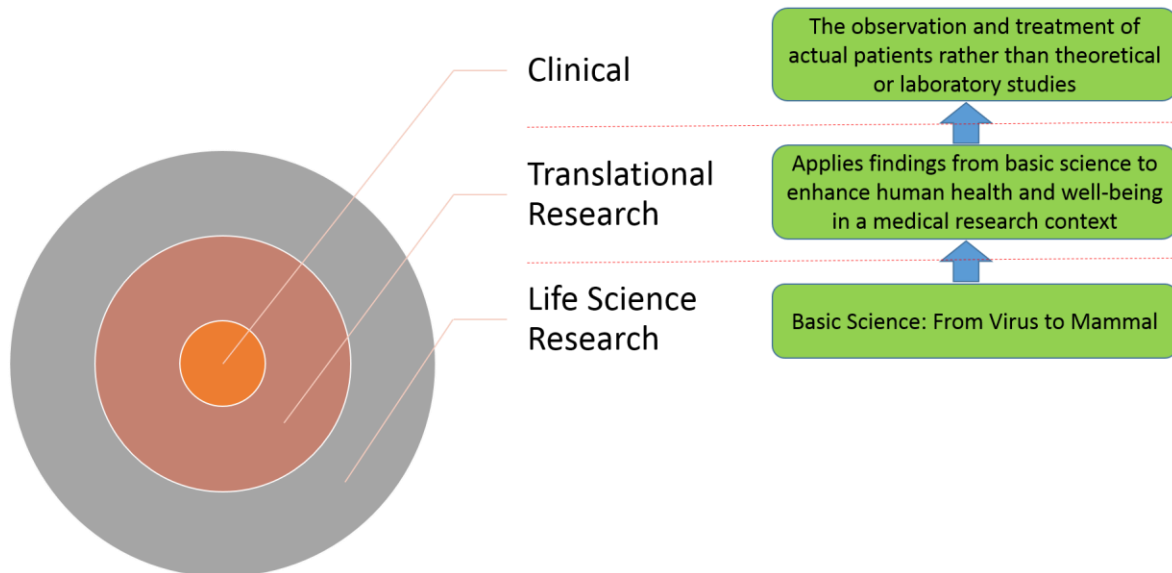 Clinical
The observation and treatment of
actual patients rather than theoretical
or laboratory studies
Translational
Research
Applies findings from basic science to
enhance human health and well-being
in a medical research context
Life Science
Research
Basic Science: From Virus to Mammal